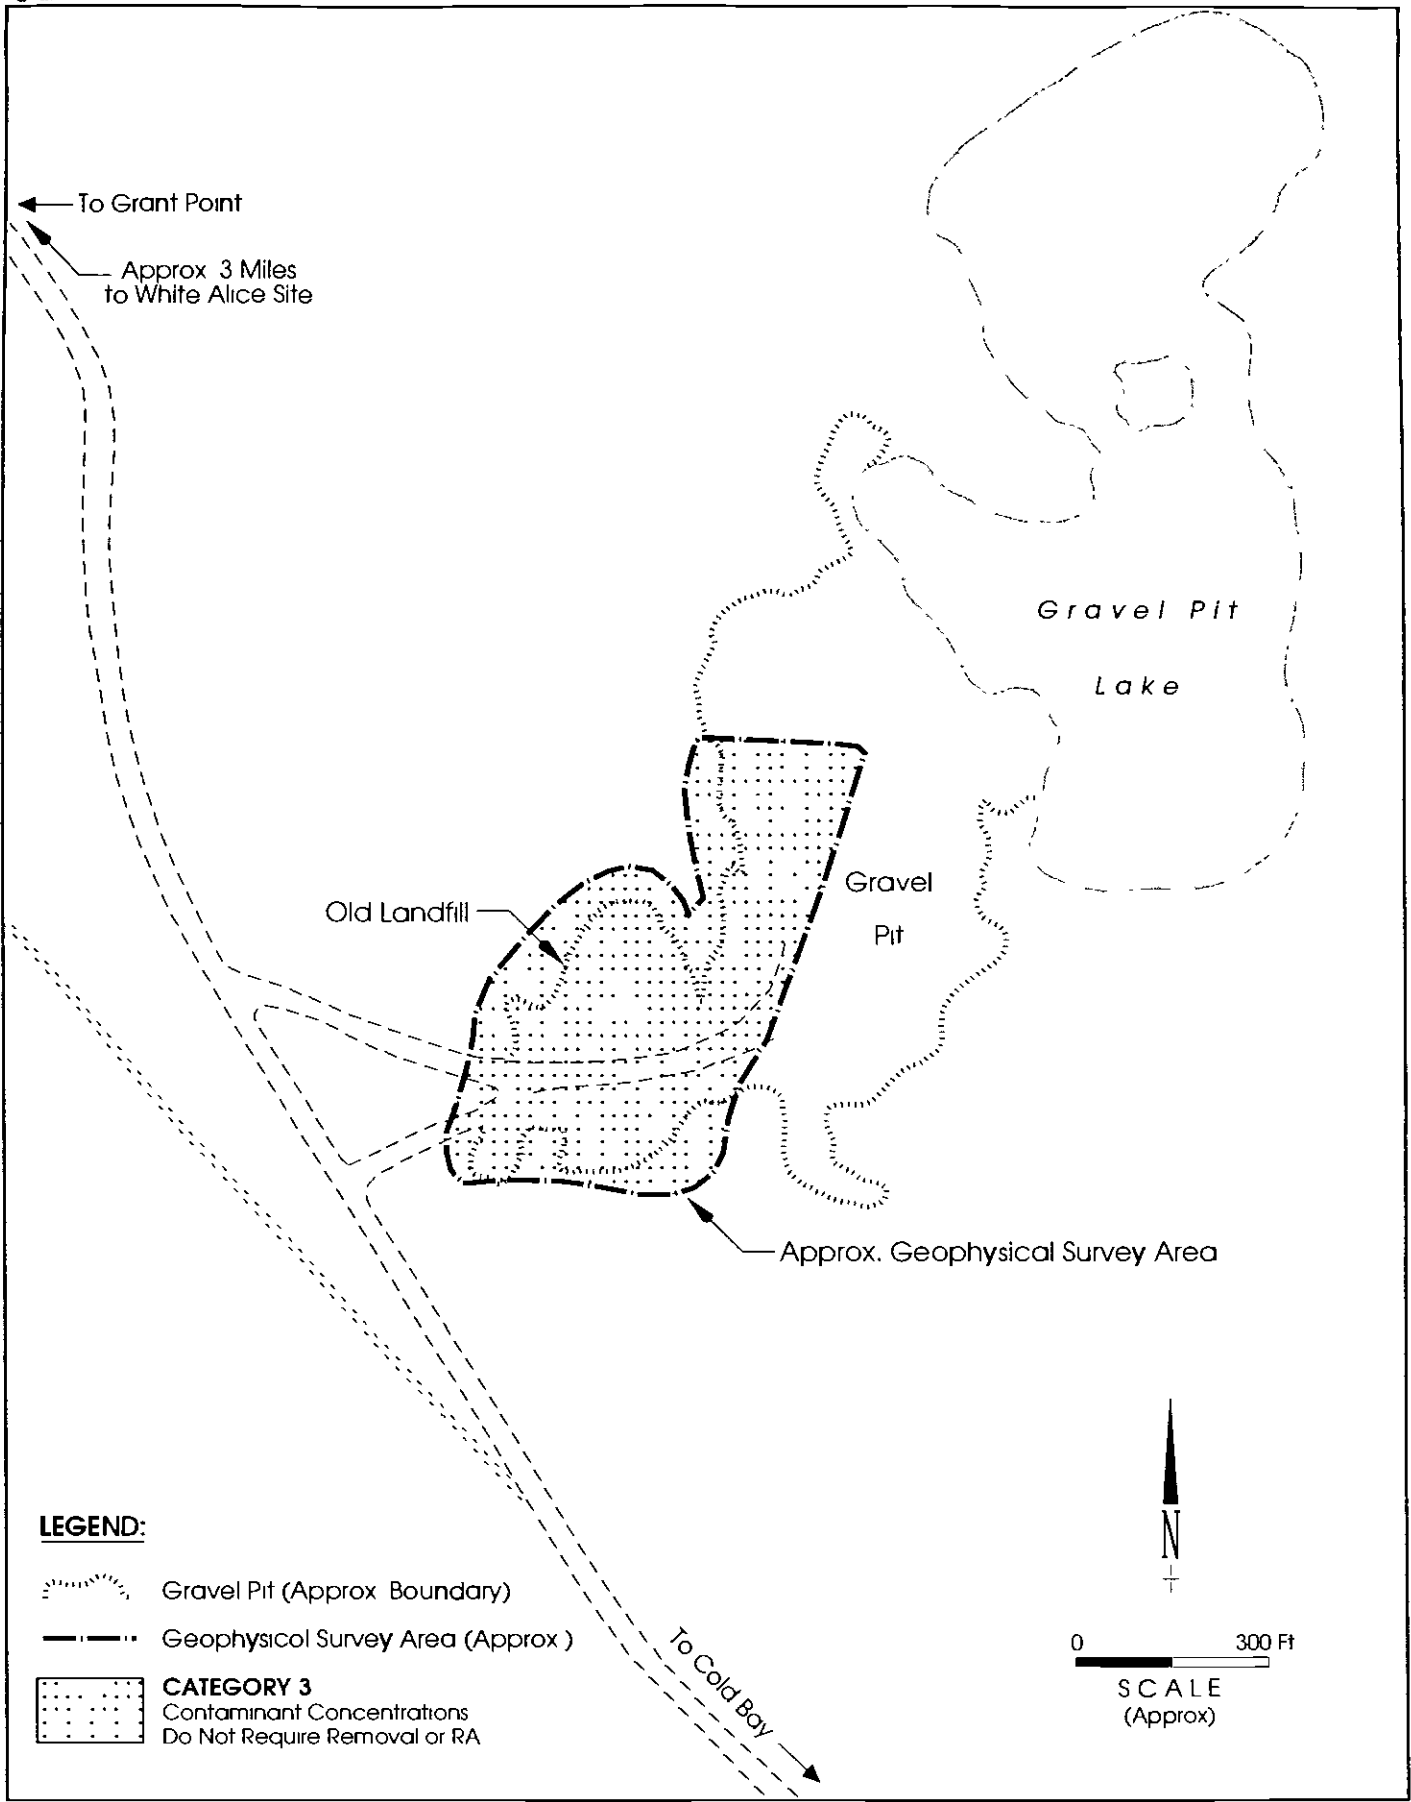 To Grant Point
Approx 3 Miles
to White Alice Site
Gravel Pit
Lake
Gravel
Pit
Old Landfill
Approx. Geophysical Survey Area
N
LEGEND:
Gravel Pit (Approx Boundary)
Geophysicol Survey Area (Approx )
CATEGORY 3
Contaminant Concentrations
Do Not Require Removal or RA
To Cold Bay
0 300 Ft
SCALE
(Approx)